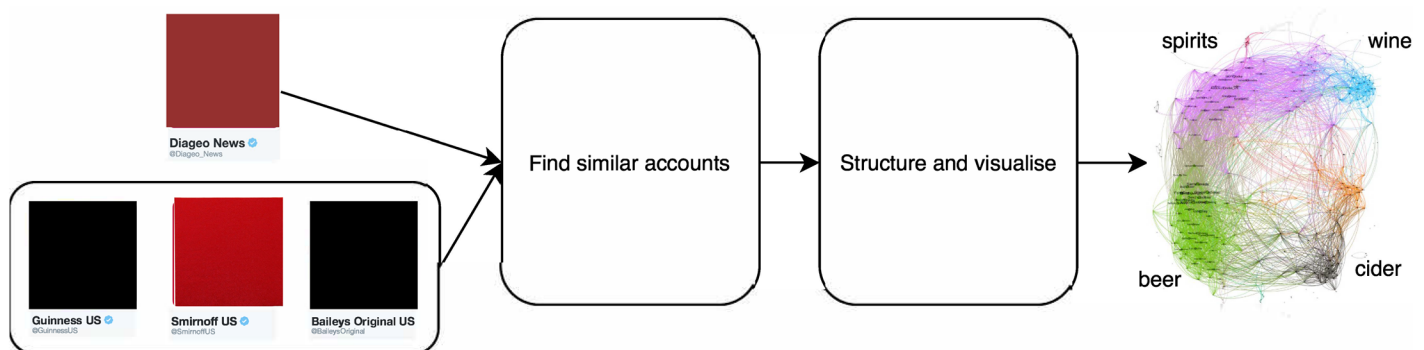 Diageo News
@Diageo_News
Guinness US
@GuinnessUS
Smirnoff US
@SmirnoffUS
Baileys Original US
@BaileysOriginal
Find similar accounts
Structure and visualise
spirits
wine
beer
cider